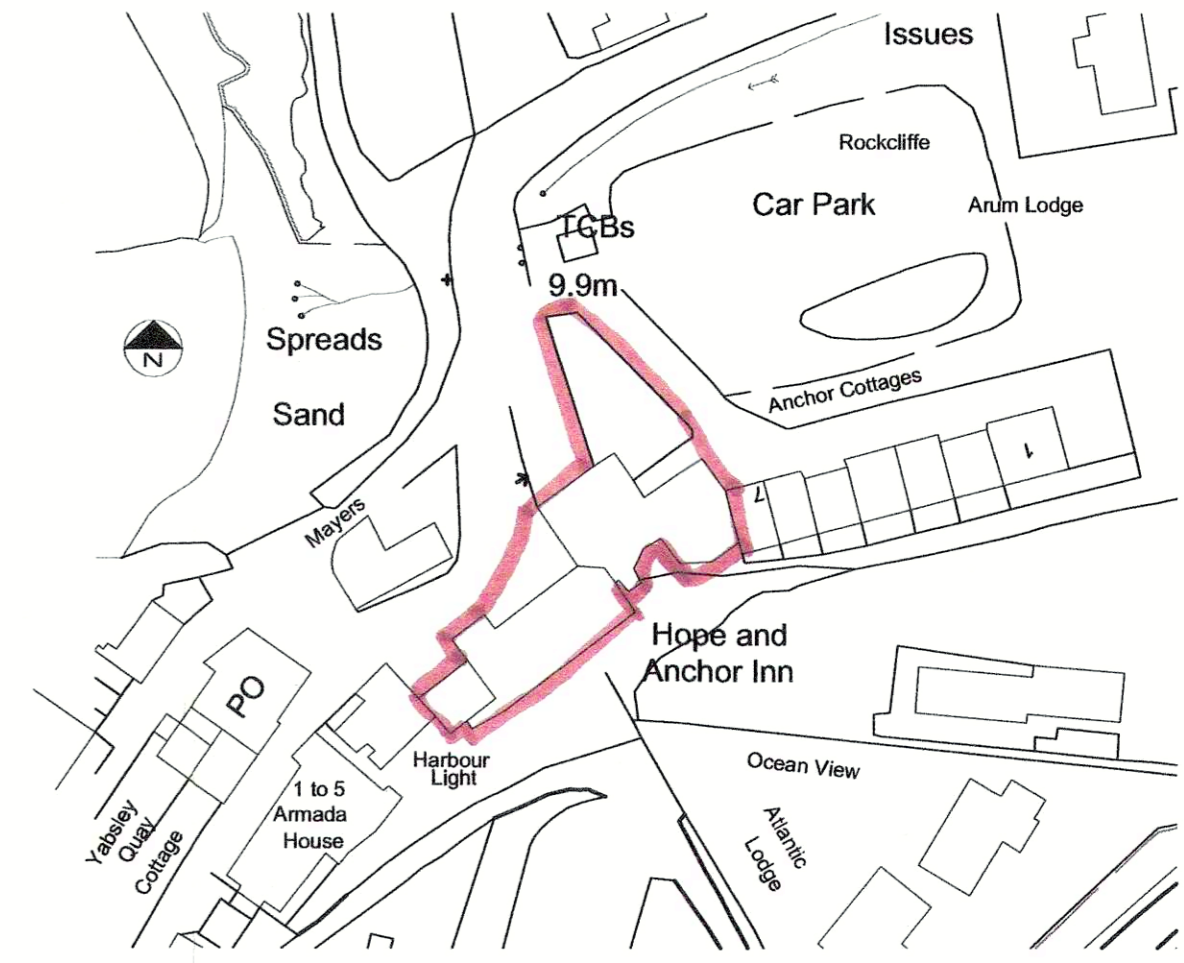 Issues
Rockcliffe
Car Park
Arum Lodge
TCBs
9.9m
Spreads
Sand
N
Anchor Cottages
1
7
Mayers
Hope and
Anchor Inn
PO
Harbour
Light
Ocean View
1 to 5
Armada
House
Atlantic
Lodge
Yabsley
Quay
Cottage